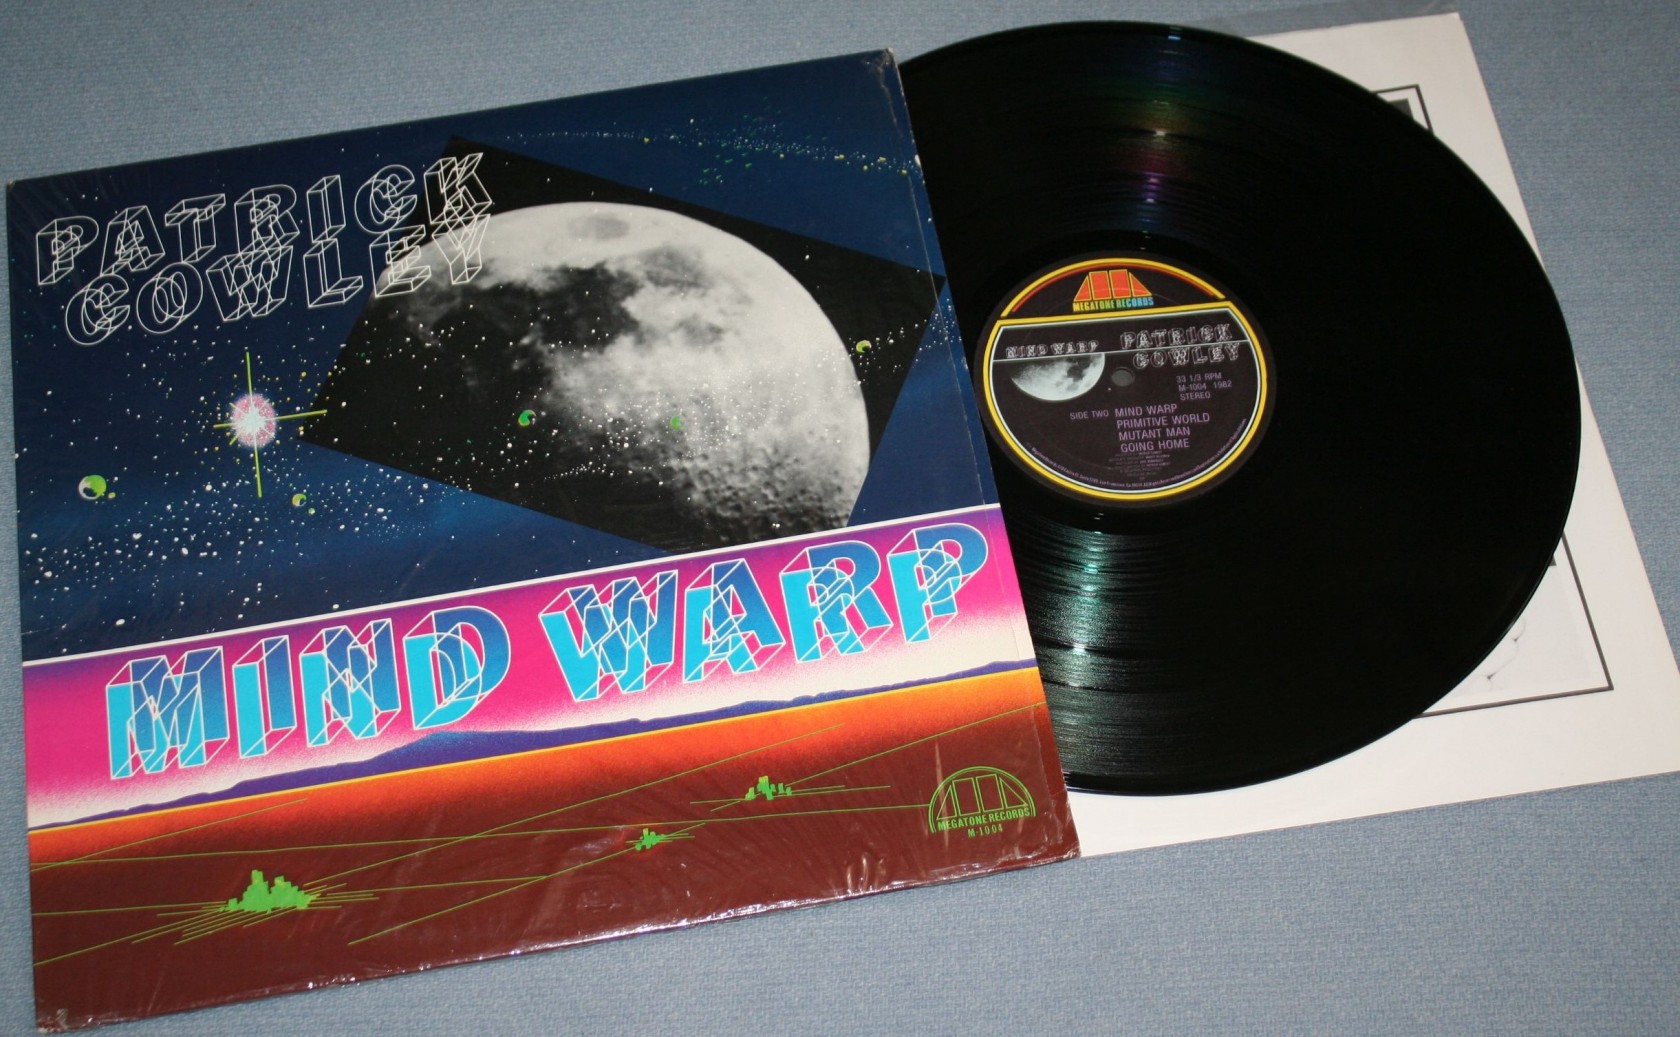 PATRICK
COWLEY
MIND WARP
MEGATONE RECORDS
M-1004
MEGATONE RECORDS
MIND WARP
PATRICK
COWLEY
33 1/3 RPM
M-1004 1982
STEREO
SIDE TWO MIND WARP
PRIMITIVE WORLD
MUTANT MAN
GOING HOME